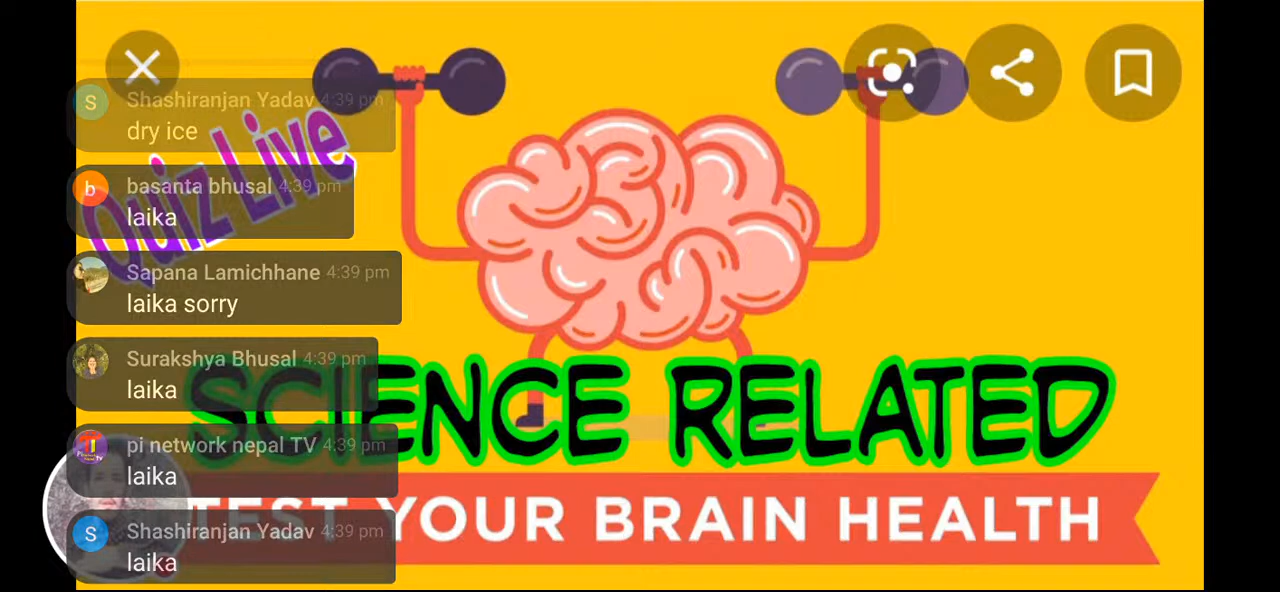 Shashiranjan Yadav 4:39 pm
dry ice
Quiz Live
basanta bhusal 4:39 pm
laika
Sapana Lamichhane 4:39 pm
laika sorry
Surakshya Bhusal 4:39 pm
laika
SCIENCE RELATED
pi network nepal TV 4:39 pm
laika
TEST YOUR BRAIN HEALTH
Shashiranjan Yadav 4:39 pm
laika